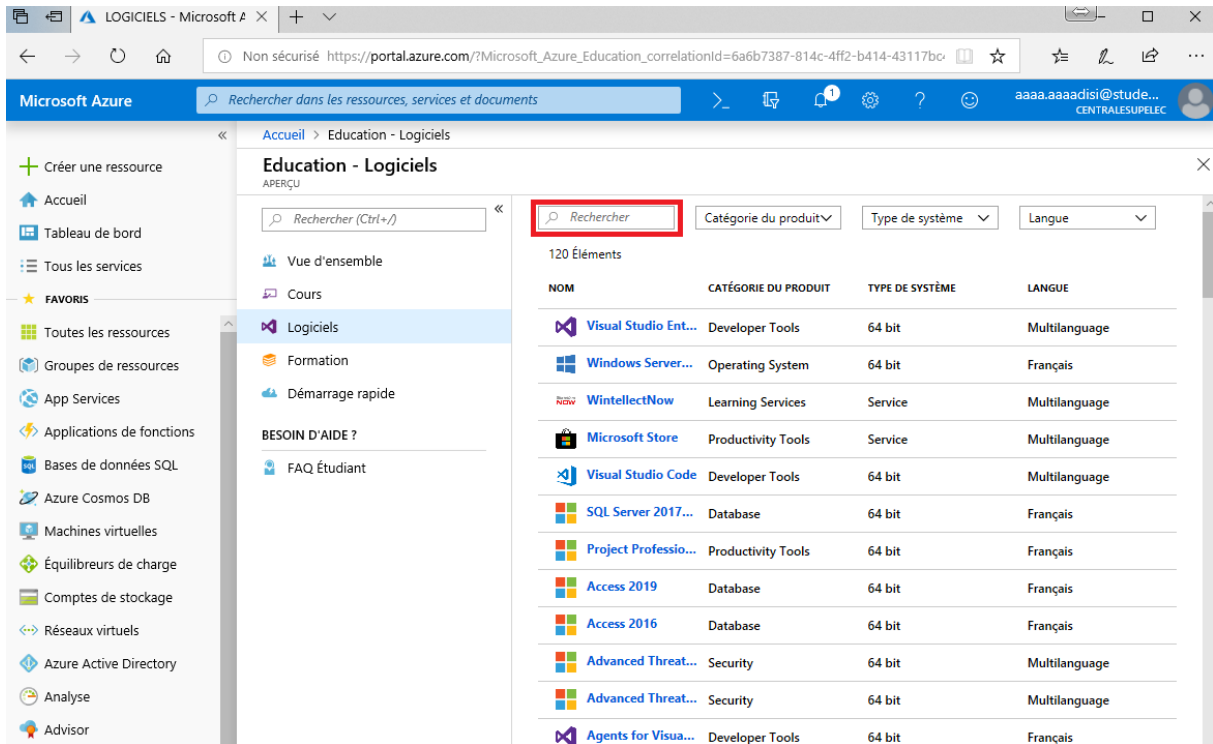 LOGICIELS - Microsoft A
Non sécurisé https://portal.azure.com/?Microsoft_Azure_Education_correlationId=6a6b7387-814c-4ff2-b414-43117bc
Microsoft Azure
Rechercher dans les ressources, services et documents
1
aaaa.aaaadisi@stude...
CENTRALESUPELEC
Créer une ressource
Accueil
Tableau de bord
Tous les services
FAVORIS
Toutes les ressources
Groupes de ressources
App Services
Applications de fonctions
Bases de données SQL
Azure Cosmos DB
Machines virtuelles
Équilibreurs de charge
Comptes de stockage
Réseaux virtuels
Azure Active Directory
Analyse
Advisor
Accueil > Education - Logiciels
Education - Logiciels
APERÇU
Rechercher (Ctrl+/)
Vue d'ensemble
Cours
Logiciels
Formation
Démarrage rapide
BESOIN D'AIDE ?
FAQ Étudiant
Rechercher Catégorie du produit Type de système Langue
120 Éléments
NOM CATÉGORIE DU PRODUIT TYPE DE SYSTÈME LANGUE
Visual Studio Ent... Developer Tools 64 bit Multilanguage
Windows Server... Operating System 64 bit Français
WintellectNow Learning Services Service Multilanguage
Microsoft Store Productivity Tools Service Multilanguage
Visual Studio Code Developer Tools 64 bit Multilanguage
SQL Server 2017... Database 64 bit Français
Project Professio... Productivity Tools 64 bit Français
Access 2019 Database 64 bit Français
Access 2016 Database 64 bit Français
Advanced Threat... Security 64 bit Multilanguage
Advanced Threat... Security 64 bit Multilanguage
Agents for Visua... Developer Tools 64 bit Français